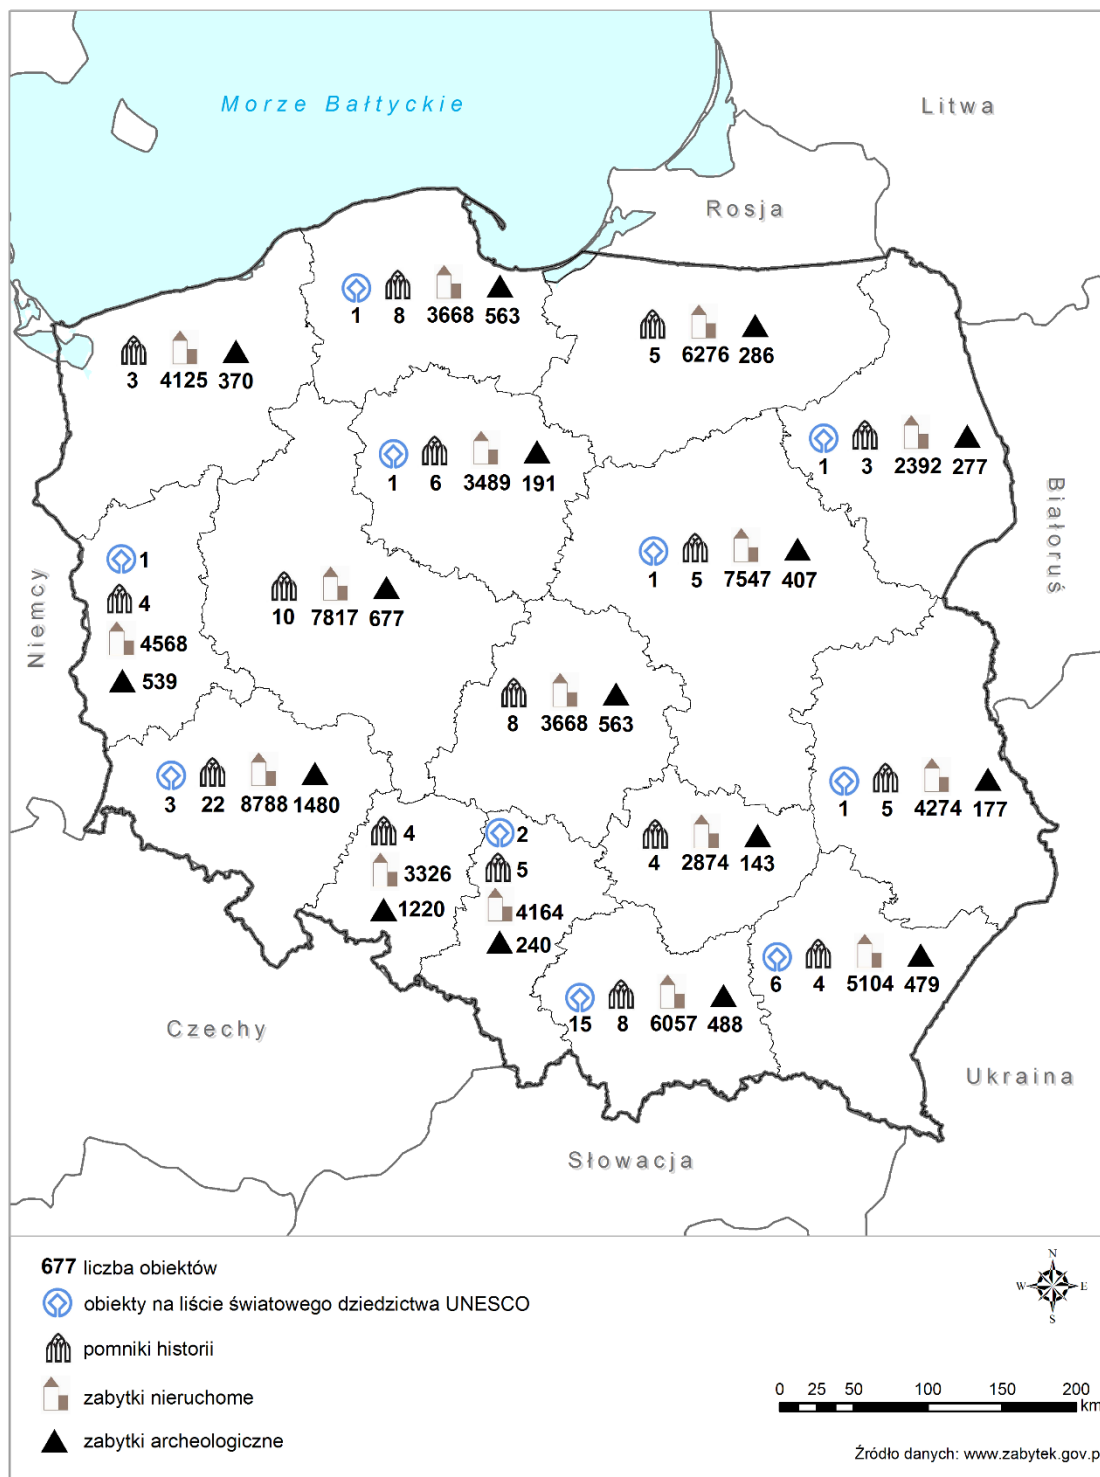 Morze Bałtyckie
Litwa
Rosja
1 8 3668 563
5 6276 286
3 4125 370
1 3 2392 277
1 6 3489 191
Białoruś
1
4
4568
539
Niemcy
10 7817 677
1 5 7547 407
8 3668 563
3 22 8788 1480
1 5 4274 177
4
3326
1220
2
5
4164
240
4 2874 143
6 4 5104 479
15 8 6057 488
Czechy
Ukraina
Słowacja
677 liczba obiektów
obiekty na liście światowego dziedzictwa UNESCO
pomniki historii
zabytki nieruchome
zabytki archeologiczne
N
W E
S
0 25 50 100 150 200
km
Źródło danych: www.zabytek.gov.p